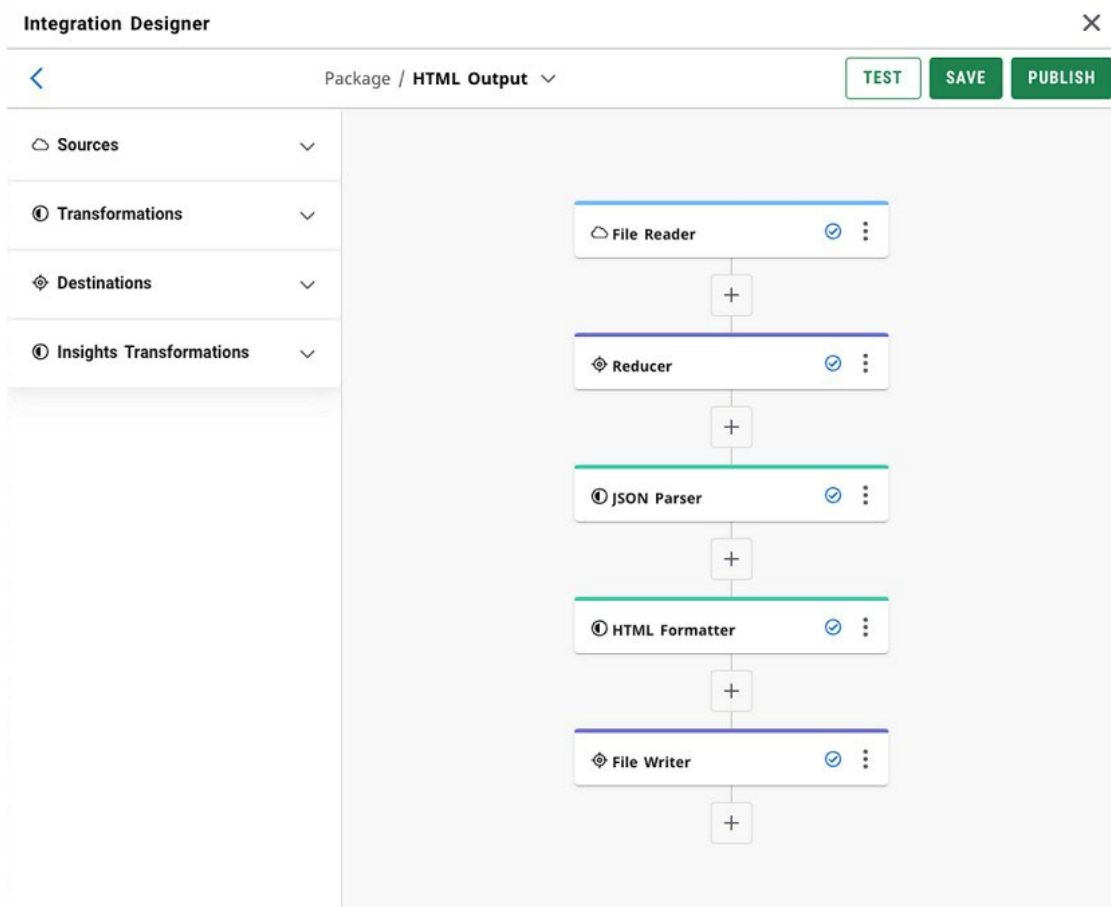 Integration Designer
Package / HTML Output
TEST
SAVE
PUBLISH
Sources
Transformations
Destinations
Insights Transformations
File Reader
Reducer
JSON Parser
HTML Formatter
File Writer